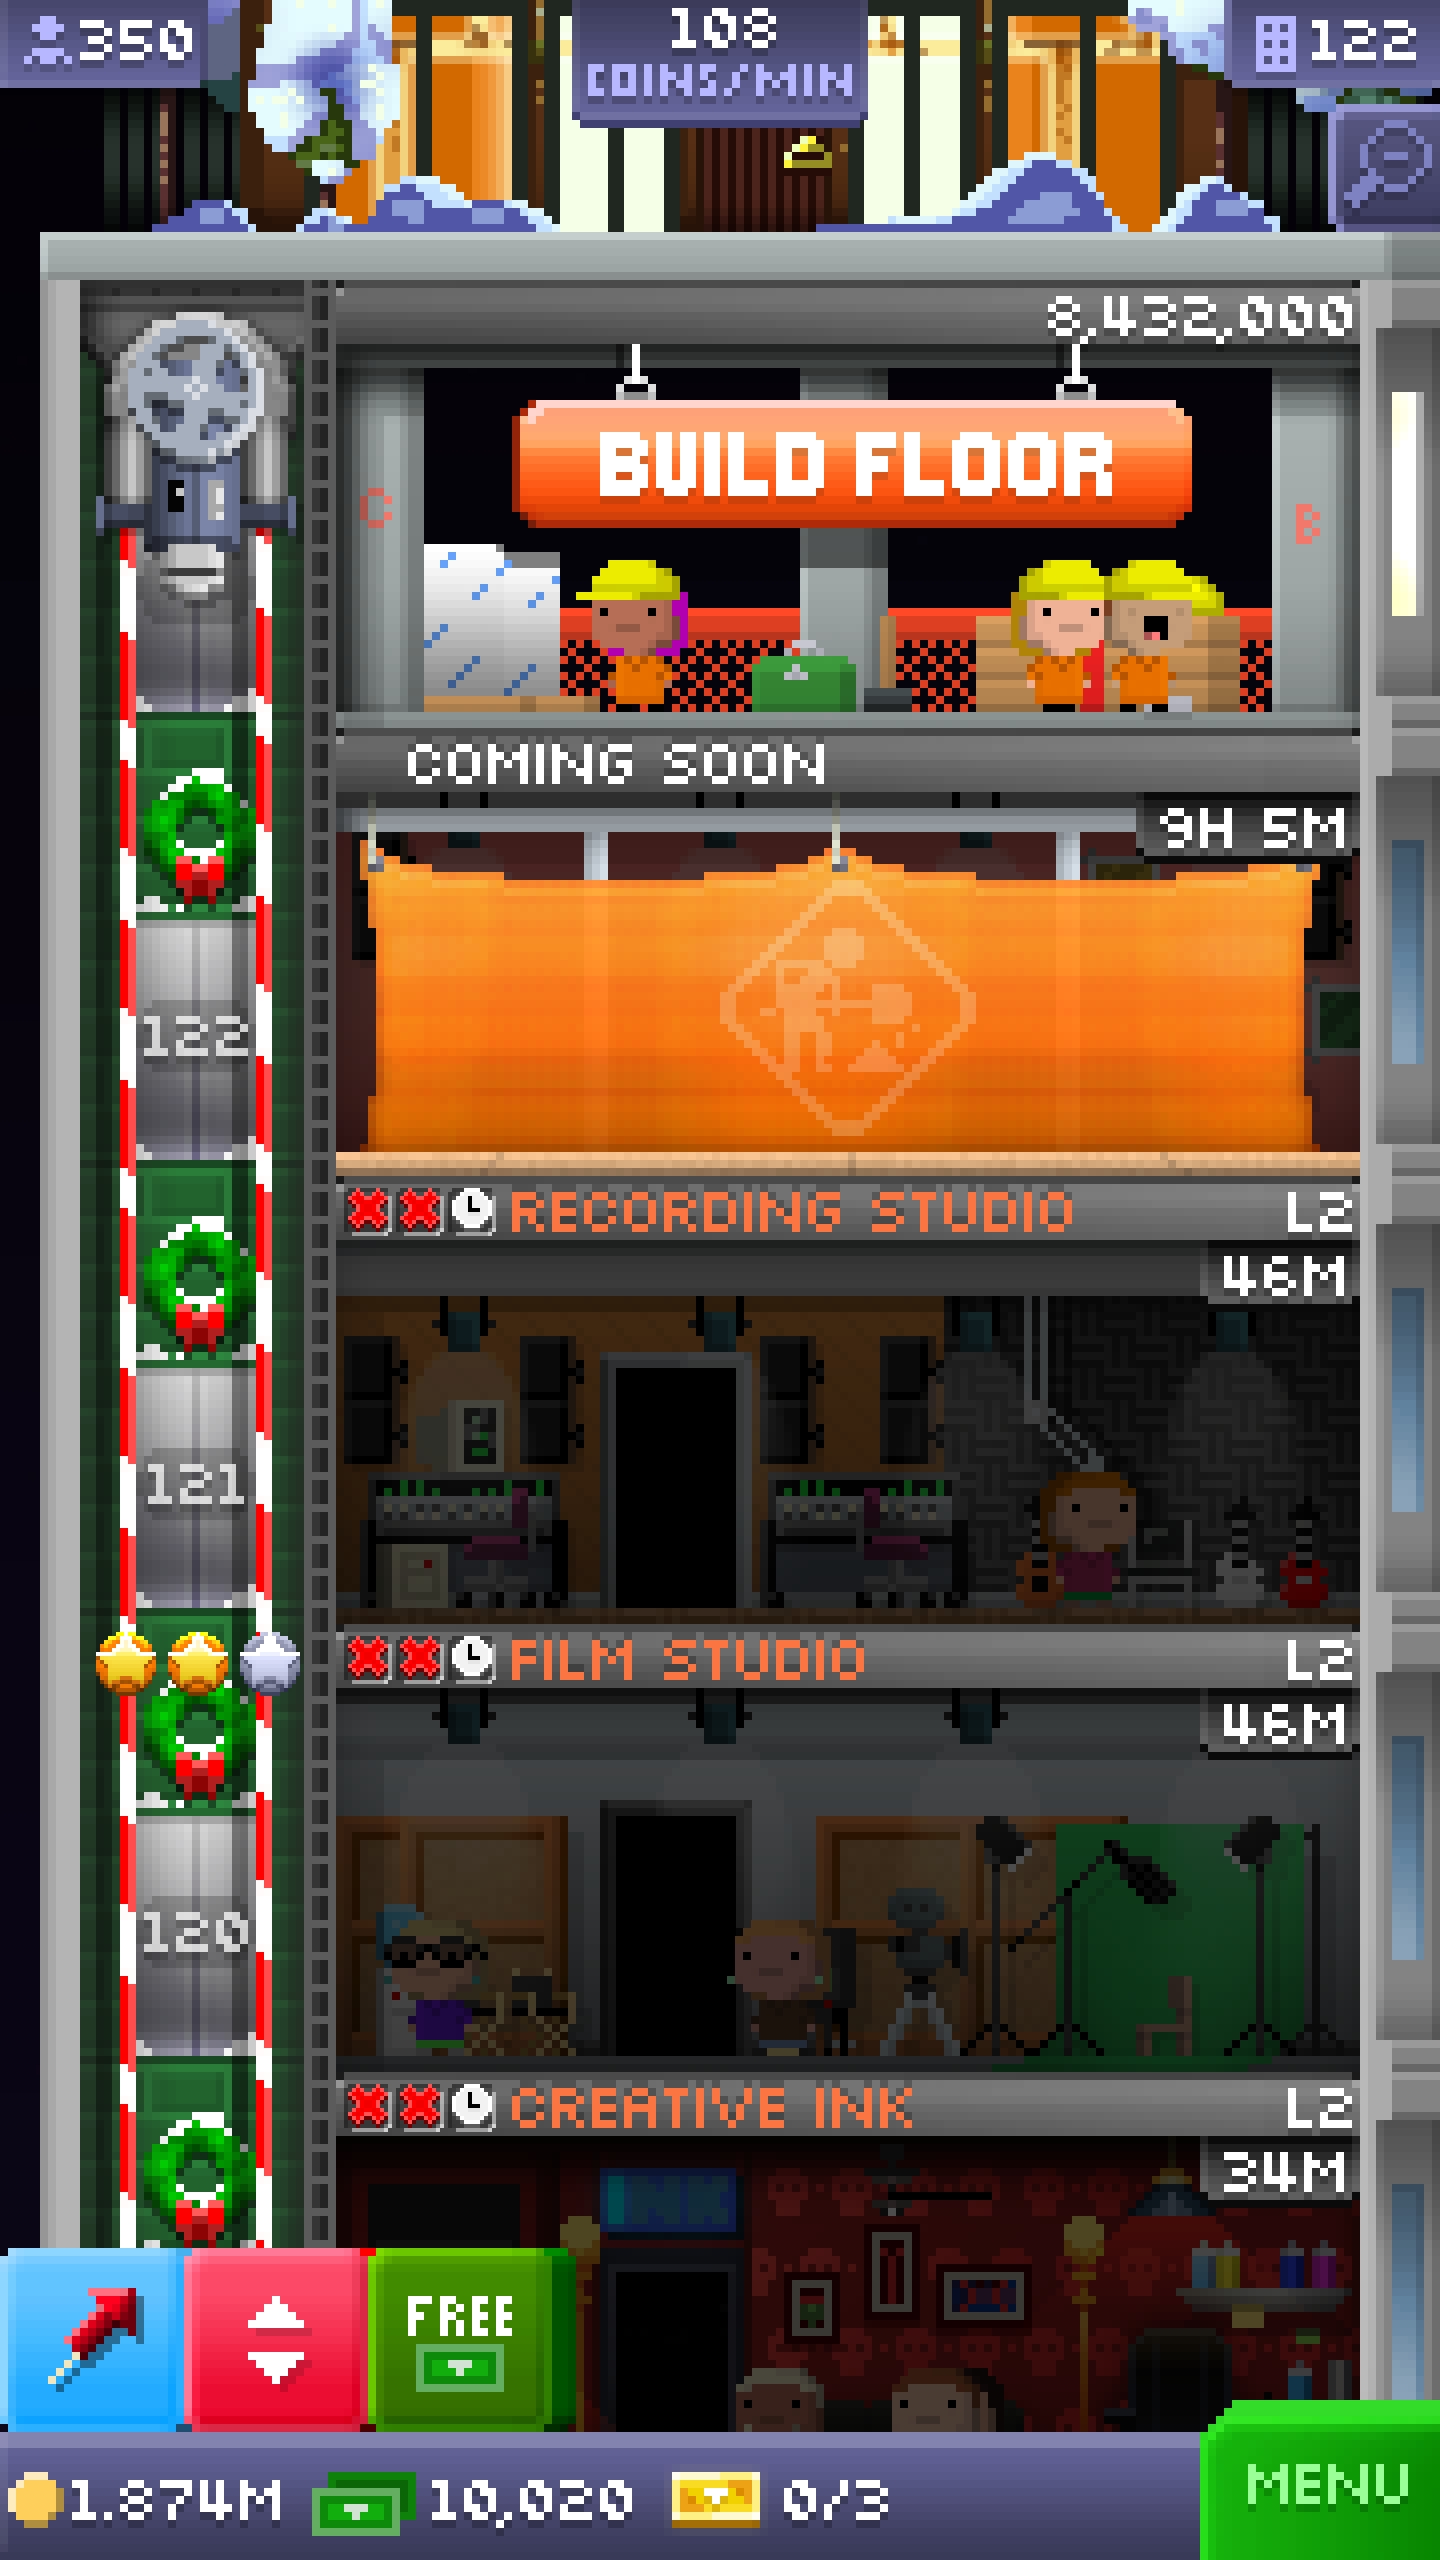 350
108
COINS/MIN
122
8,432,000
BUILD FLOOR
C
B
COMING SOON
9H 5M
122
RECORDING STUDIO L2
46M
121
FILM STUDIO L2
46M
120
CREATIVE INK L2
34M
INK
FREE
1.874M 10,020 0/3
MENU